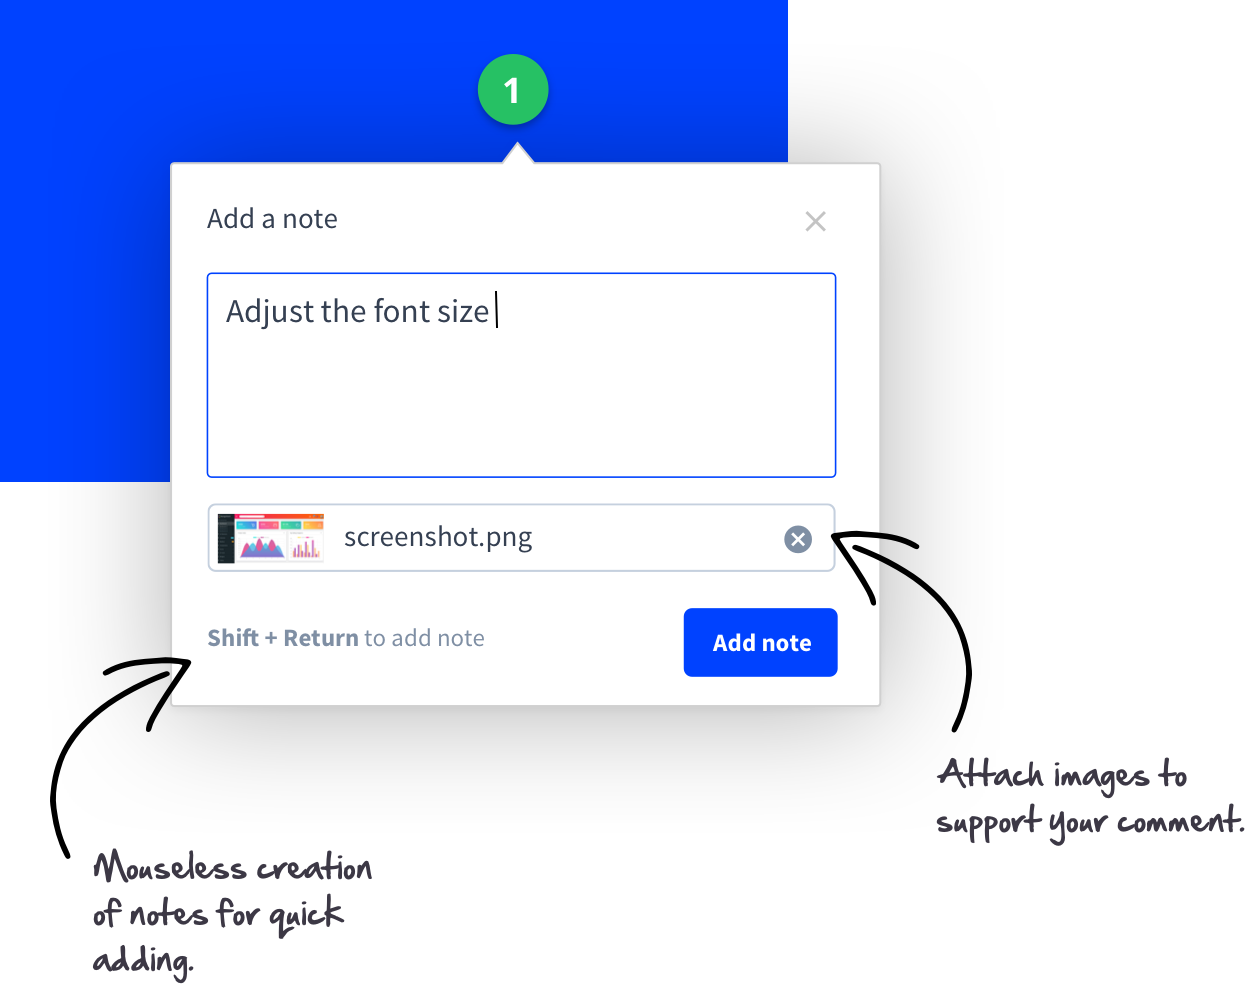 1
Add a note
Adjust the font size
screenshot.png
Shift + Return to add note
Add note
Attach images to
support your comment.
Mouseless creation
of notes for quick
adding.